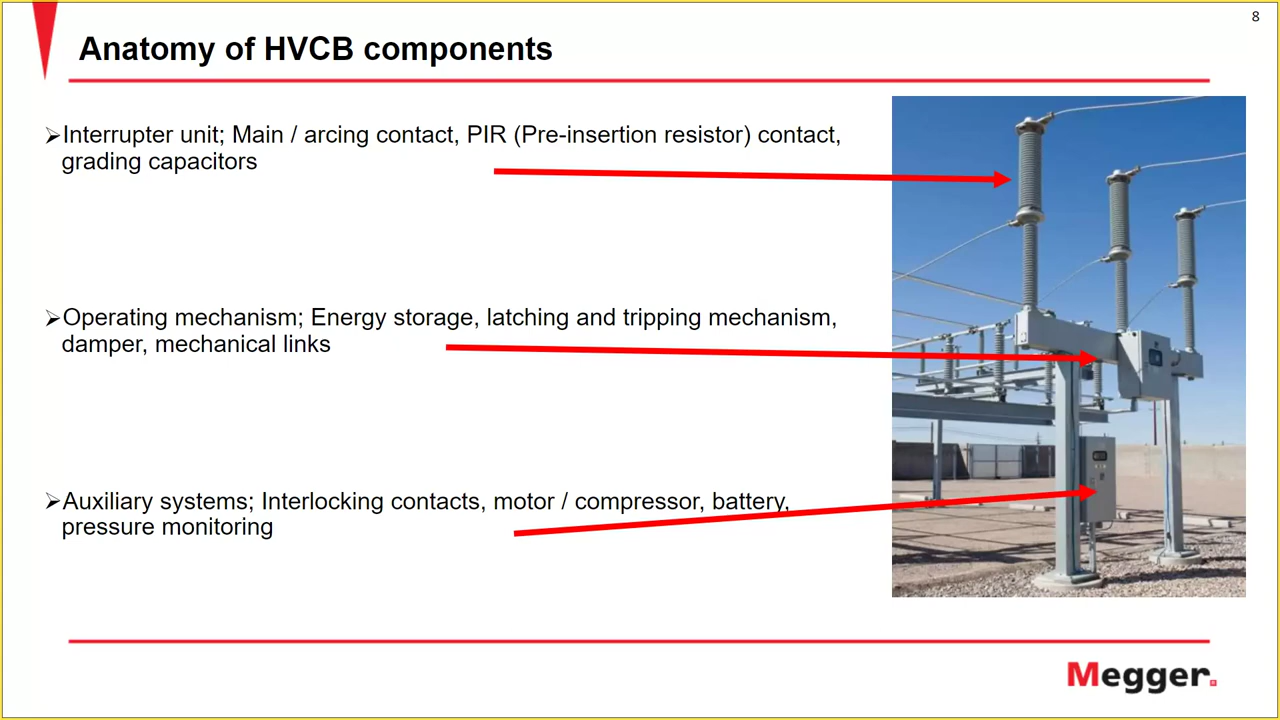 8
Anatomy of HVCB components
➢Interrupter unit; Main / arcing contact, PIR (Pre-insertion resistor) contact,
grading capacitors
➢Operating mechanism; Energy storage, latching and tripping mechanism,
damper, mechanical links
➢Auxiliary systems; Interlocking contacts, motor / compressor, battery,
pressure monitoring
Megger.